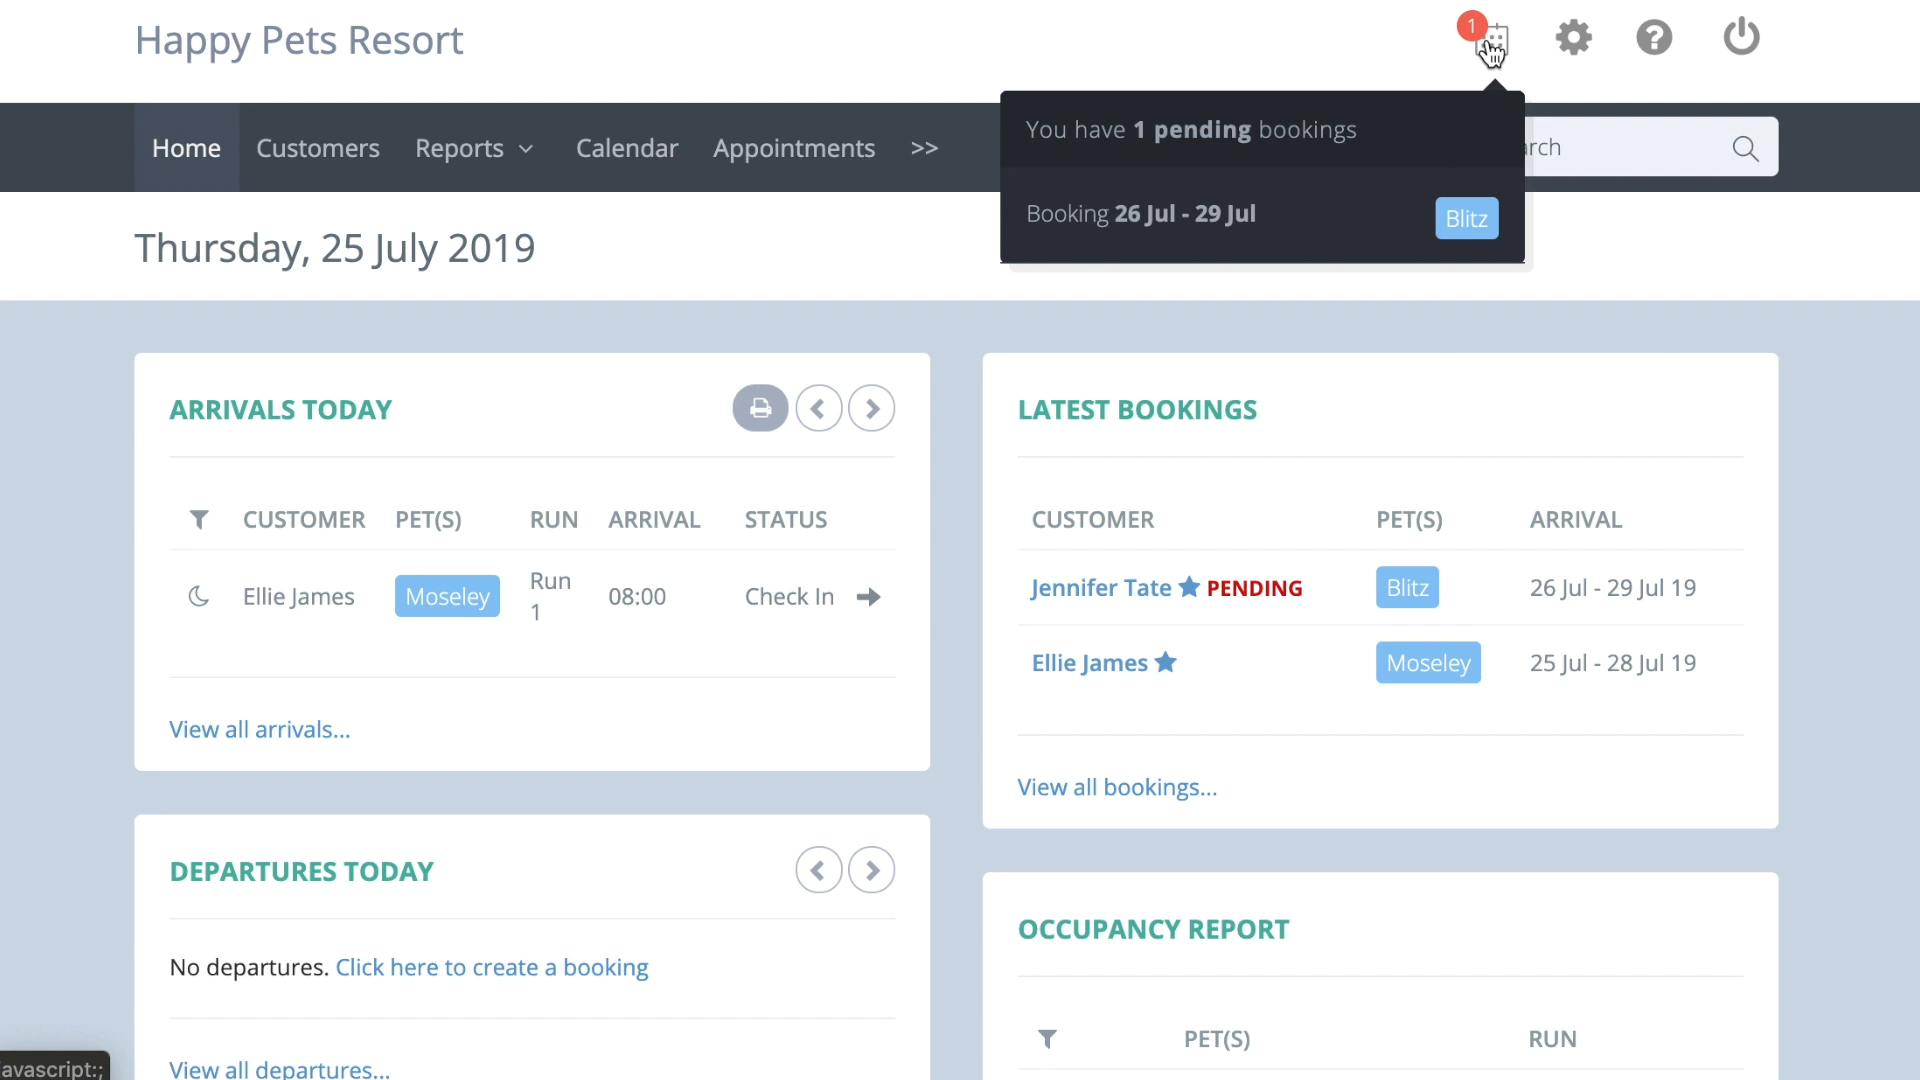 Happy Pets Resort
1
Home Customers Reports Calendar Appointments >>
You have 1 pending bookings
Booking 26 Jul - 29 Jul Blitz
Thursday, 25 July 2019
ARRIVALS TODAY
CUSTOMER PET(S) RUN ARRIVAL STATUS
Ellie James Moseley Run 1 08:00 Check In
View all arrivals...
DEPARTURES TODAY
No departures. Click here to create a booking
View all departures...
LATEST BOOKINGS
CUSTOMER PET(S) ARRIVAL
Jennifer Tate PENDING Blitz 26 Jul - 29 Jul 19
Ellie James Moseley 25 Jul - 28 Jul 19
View all bookings...
OCCUPANCY REPORT
PET(S) RUN